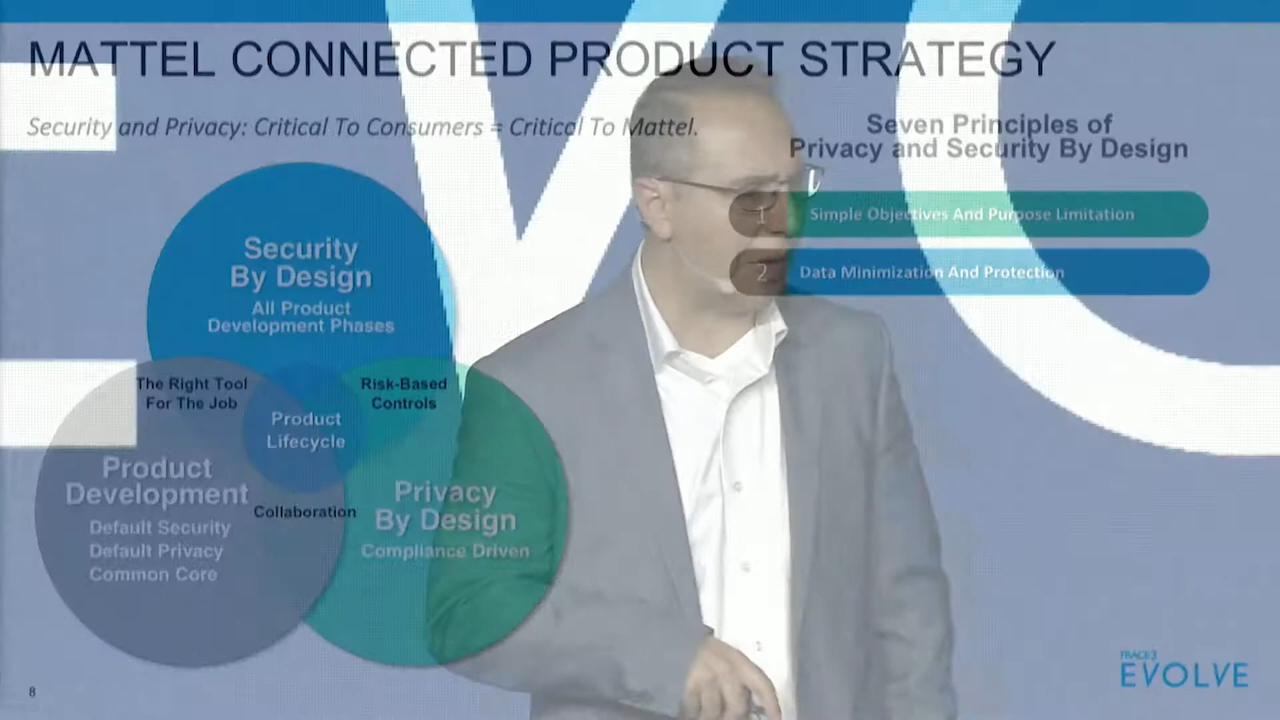 MATTEL CONNECTED PRODUCT STRATEGY
Security and Privacy: Critical To Consumers = Critical To Mattel.
Seven Principles of
Privacy and Security By Design
1 Simple Objectives And Purpose Limitation
2 Data Minimization And Protection
Security
By Design
All Product
Development Phases
The Right Tool
For The Job
Risk-Based
Controls
Product
Lifecycle
Product
Development
Default Security
Default Privacy
Common Core
Collaboration
Privacy
By Design
Compliance Driven
TRACE3
EVOLVE
8
EVO